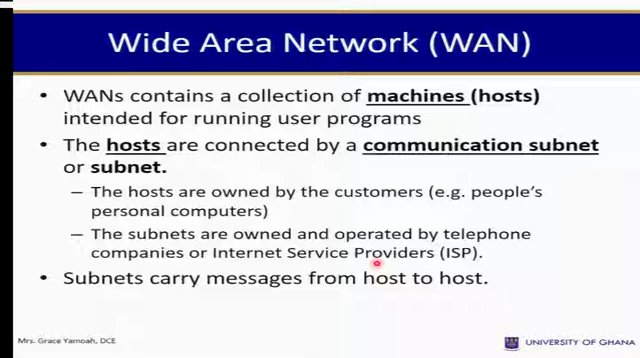 Wide Area Network (WAN)
• WANs contains a collection of machines (hosts)
intended for running user programs
• The hosts are connected by a communication subnet
or subnet.
– The hosts are owned by the customers (e.g. people's
personal computers)
– The subnets are owned and operated by telephone
companies or Internet Service Providers (ISP).
• Subnets carry messages from host to host.
Mrs. Grace Yamoah, DCE
UNIVERSITY OF GHANA